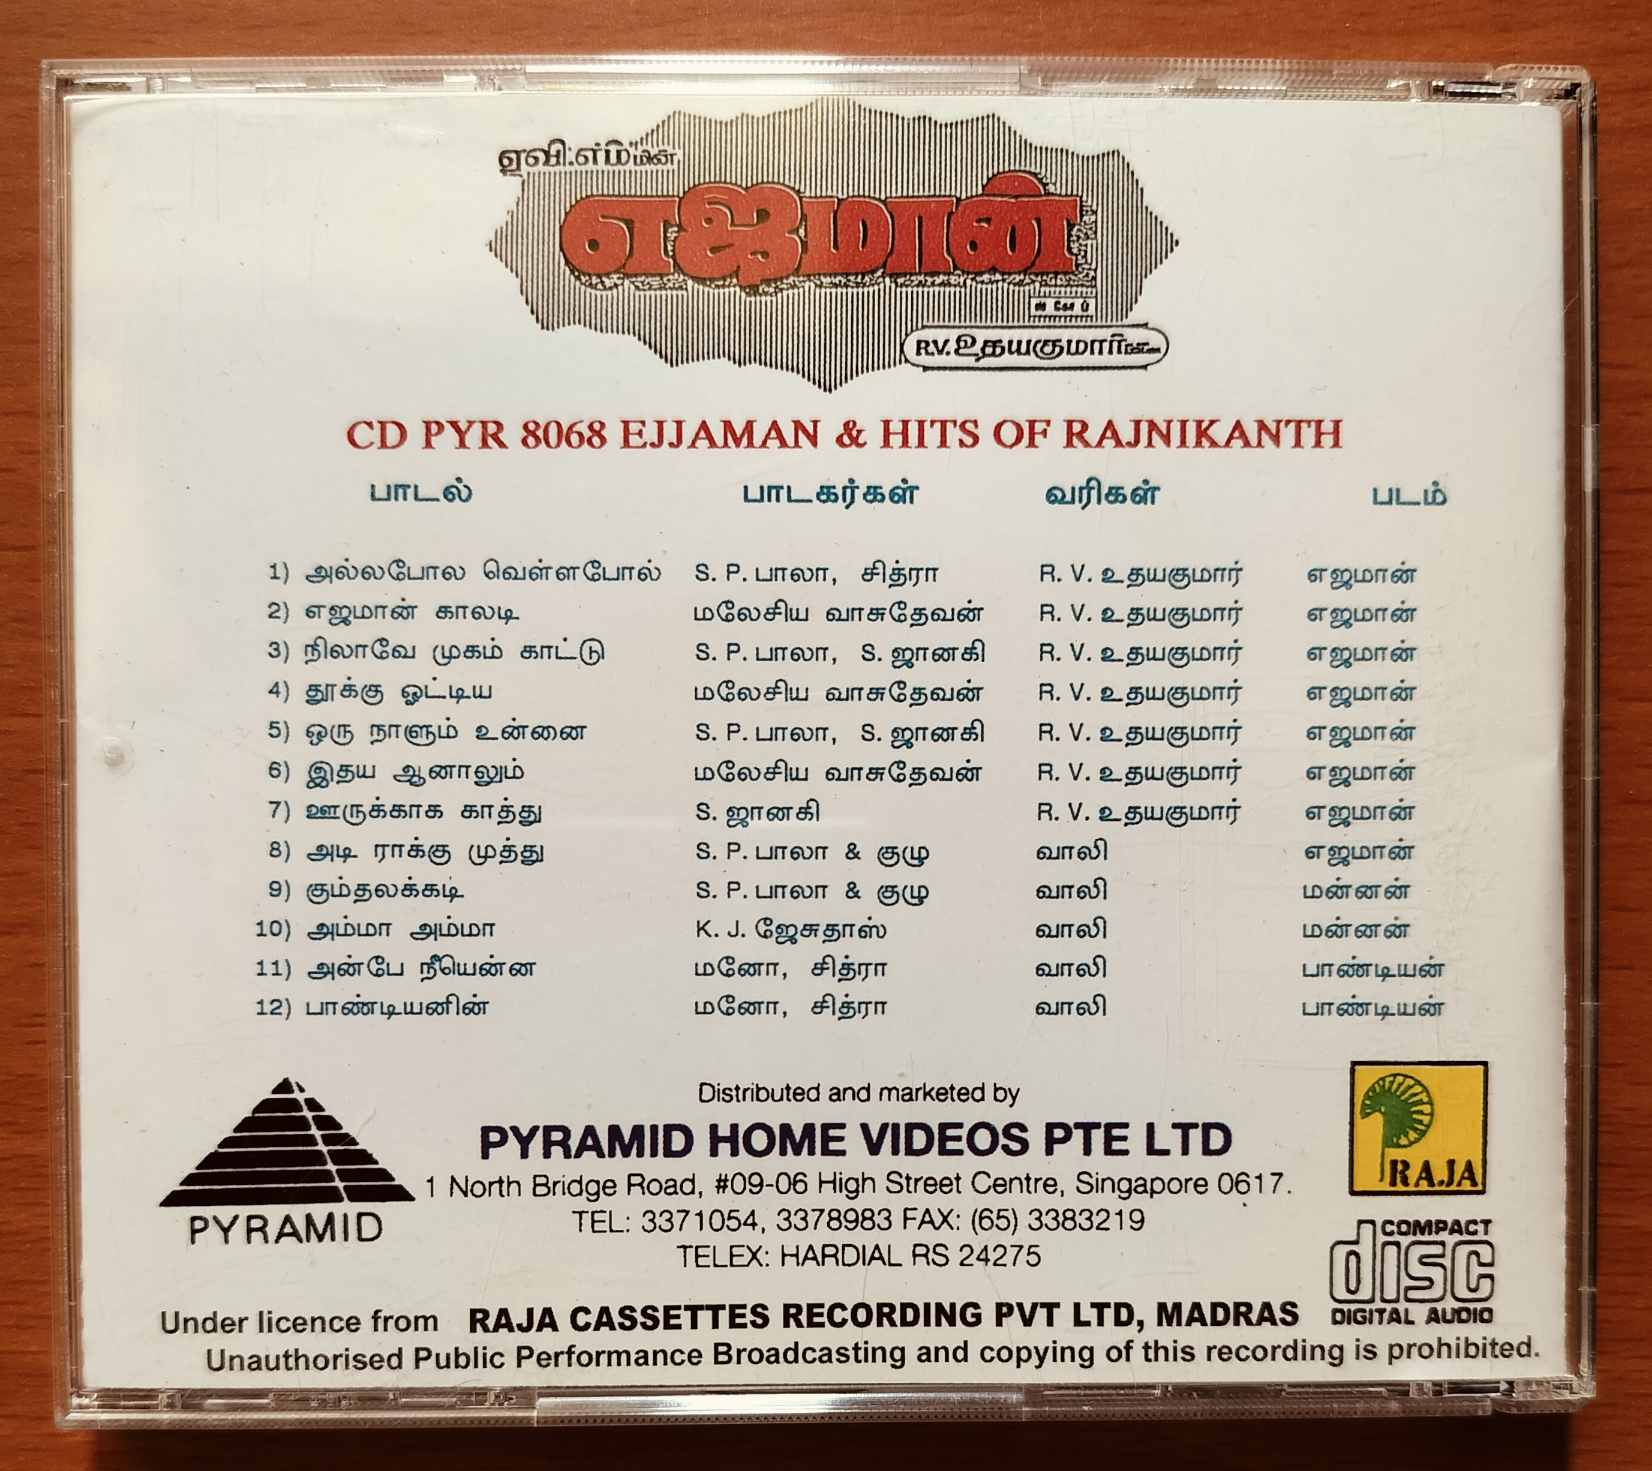 ஏவி.எம்மின்
எஜமான்
R.V. உதயகுமார்
CD PYR 8068 EJJAMAN & HITS OF RAJNIKANTH
பாடல் பாடகர்கள் வரிகள் படம்
1) அல்லபோல வெள்ளபோல் S. P. பாலா, சித்ரா R. V. உதயகுமார் எஜமான்
2) எஜமான் காலடி மலேசிய வாசுதேவன் R. V. உதயகுமார் எஜமான்
3) நிலாவே முகம் காட்டு S. P. பாலா, S. ஜானகி R. V. உதயகுமார் எஜமான்
4) தூக்கு ஓட்டிய மலேசிய வாசுதேவன் R. V. உதயகுமார் எஜமான்
5) ஒரு நாளும் உன்னை S. P. பாலா, S. ஜானகி R. V. உதயகுமார் எஜமான்
6) இதய ஆனாலும் மலேசிய வாசுதேவன் R. V. உதயகுமார் எஜமான்
7) ஊருக்காக காத்து S. ஜானகி R. V. உதயகுமார் எஜமான்
8) அடி ராக்கு முத்து S. P. பாலா & குழு வாலி எஜமான்
9) கும்தலக்கடி S. P. பாலா & குழு வாலி மன்னன்
10) அம்மா அம்மா K. J. ஜேசுதாஸ் வாலி மன்னன்
11) அன்பே நீயென்ன மனோ, சித்ரா வாலி பாண்டியன்
12) பாண்டியனின் மனோ, சித்ரா வாலி பாண்டியன்
Distributed and marketed by
PYRAMID HOME VIDEOS PTE LTD
1 North Bridge Road, #09-06 High Street Centre, Singapore 0617.
TEL: 3371054, 3378983 FAX: (65) 3383219
TELEX: HARDIAL RS 24275
PYRAMID
RAJA
COMPACT
disc
DIGITAL AUDIO
Under licence from RAJA CASSETTES RECORDING PVT LTD, MADRAS
Unauthorised Public Performance Broadcasting and copying of this recording is prohibited.